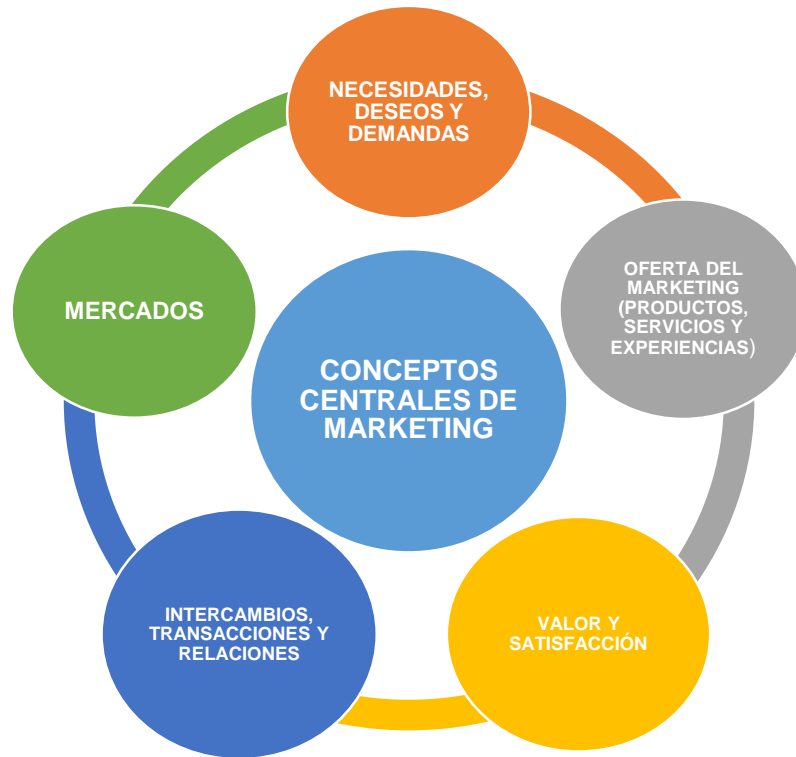 NECESIDADES,
DESEOS Y
DEMANDAS
OFERTA DEL
MARKETING
(PRODUCTOS,
SERVICIOS Y
EXPERIENCIAS)
MERCADOS
CONCEPTOS
CENTRALES DE
MARKETING
INTERCAMBIOS,
TRANSACCIONES Y
RELACIONES
VALOR Y
SATISFACCIÓN